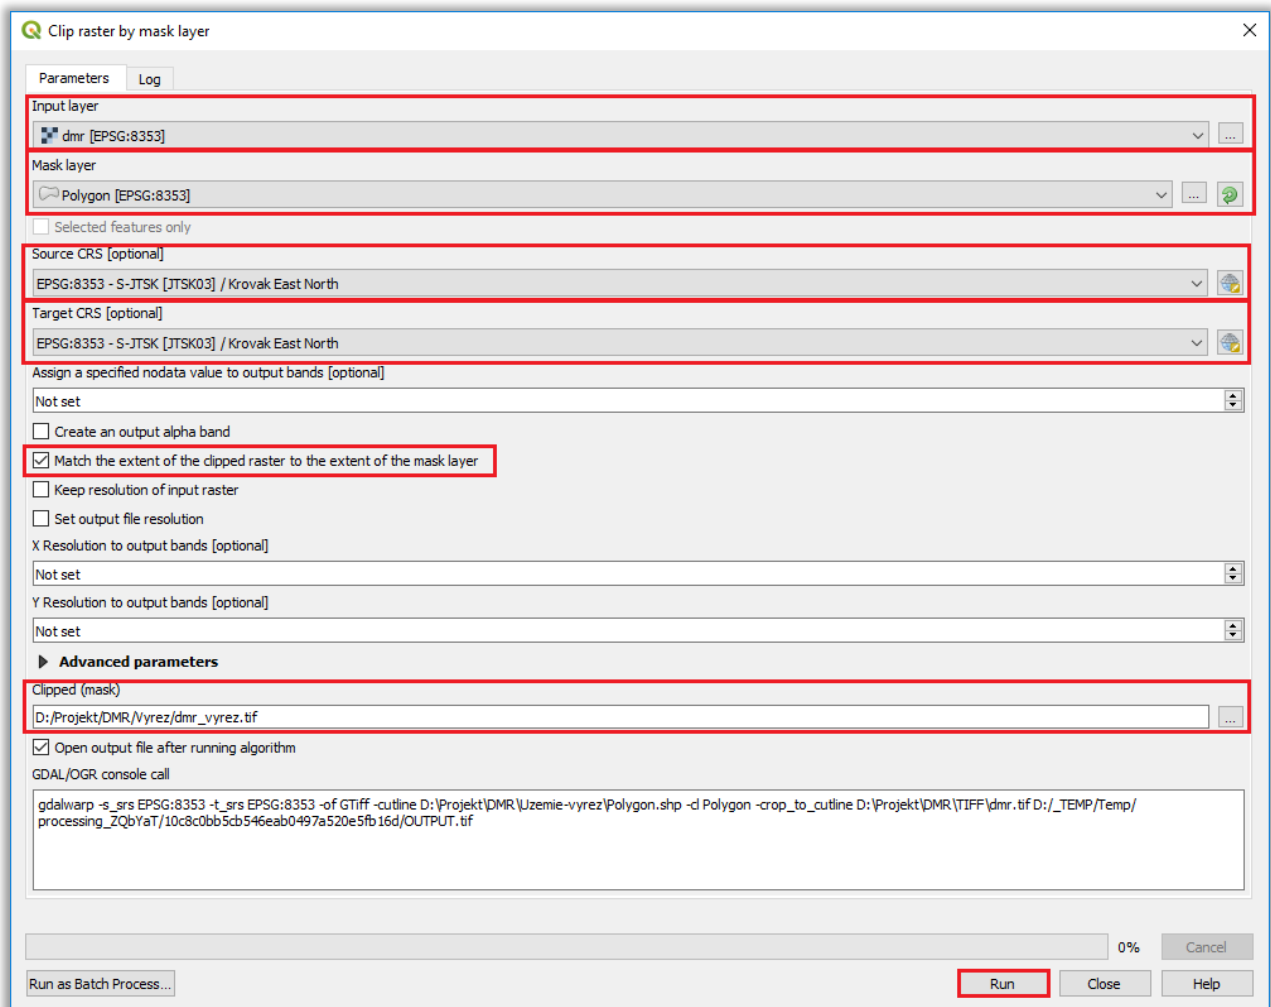 Clip raster by mask layer
Parameters
Log
Input layer
dmr [EPSG:8353]
...
Mask layer
Polygon [EPSG:8353]
...
Selected features only
Source CRS [optional]
EPSG:8353 - S-JTSK [JTSK03] / Krovak East North
Target CRS [optional]
EPSG:8353 - S-JTSK [JTSK03] / Krovak East North
Assign a specified nodata value to output bands [optional]
Not set
Create an output alpha band
Match the extent of the clipped raster to the extent of the mask layer
Keep resolution of input raster
Set output file resolution
X Resolution to output bands [optional]
Not set
Y Resolution to output bands [optional]
Not set
Advanced parameters
Clipped (mask)
D:/Projekt/DMR/Vyrez/dmr_vyrez.tif
...
Open output file after running algorithm
GDAL/OGR console call
gdalwarp -s_srs EPSG:8353 -t_srs EPSG:8353 -of GTiff -cutline D:\Projekt\DMR\Uzemie-vyrez\Polygon.shp -cl Polygon -crop_to_cutline D:\Projekt\DMR\TIFF\dmr.tif D:/_TEMP/Temp/
processing_ZQbYaT/10c8c0bb5cb546eab0497a520e5fb16d/OUTPUT.tif
0%
Cancel
Run as Batch Process...
Run
Close
Help